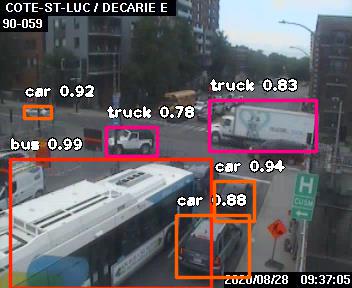 COTE-ST-LUC / DECARIE E
90-059
car 0.92
truck 0.83
truck 0.78
bus 0.99
car 0.94
car 0.88
H
CUSM
2020/08/28 09:37:05